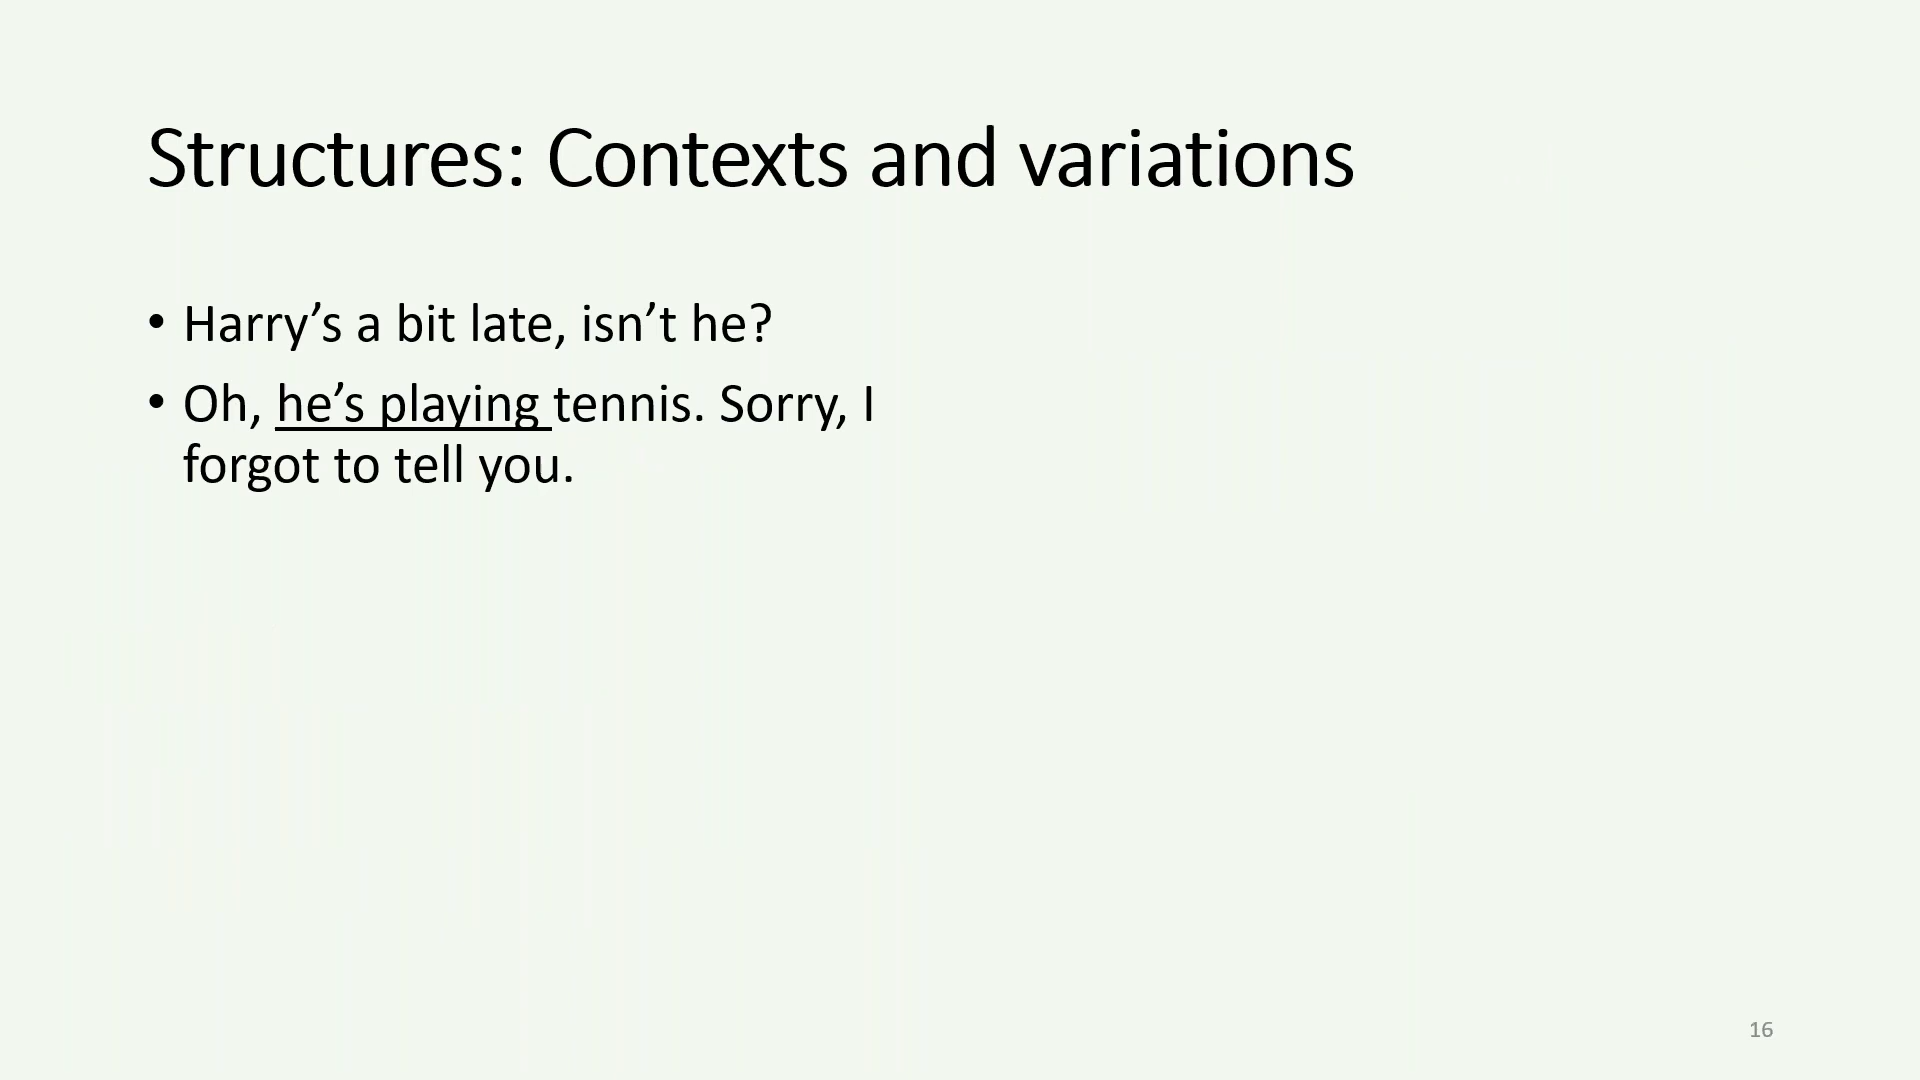 Structures: Contexts and variations
• Harry’s a bit late, isn’t he?
• Oh, he’s playing tennis. Sorry, I
forgot to tell you.
16